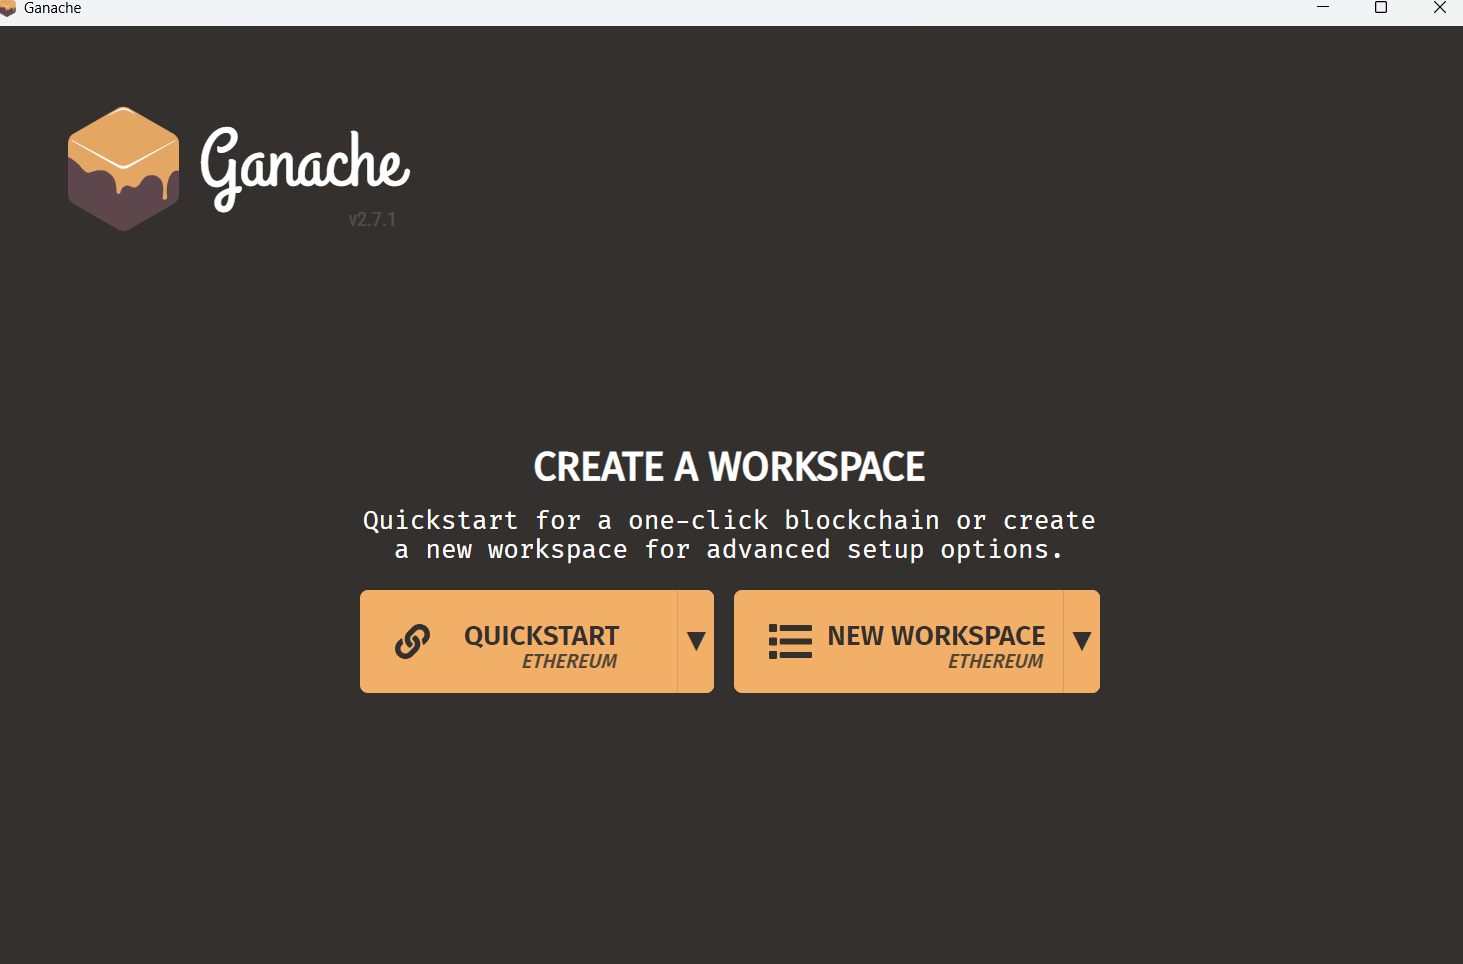 Ganache
Ganache
v2.7.1
CREATE A WORKSPACE
Quickstart for a one-click blockchain or create
a new workspace for advanced setup options.
QUICKSTART
ETHEREUM
NEW WORKSPACE
ETHEREUM